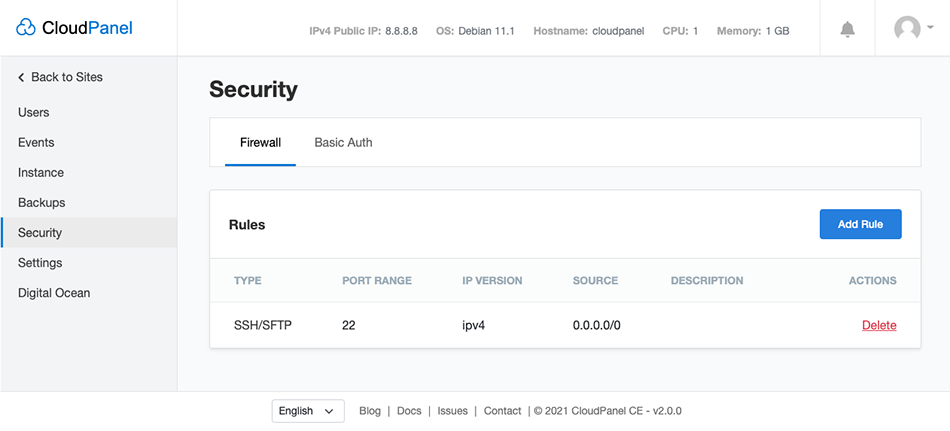 CloudPanel
IPv4 Public IP: 8.8.8.8 OS: Debian 11.1 Hostname: cloudpanel CPU: 1 Memory: 1 GB
Back to Sites
Users
Events
Instance
Backups
Security
Settings
Digital Ocean
Security
Firewall Basic Auth
Rules Add Rule
TYPE PORT RANGE IP VERSION SOURCE DESCRIPTION ACTIONS
SSH/SFTP 22 ipv4 0.0.0.0/0 Delete
English Blog | Docs | Issues | Contact | © 2021 CloudPanel CE - v2.0.0